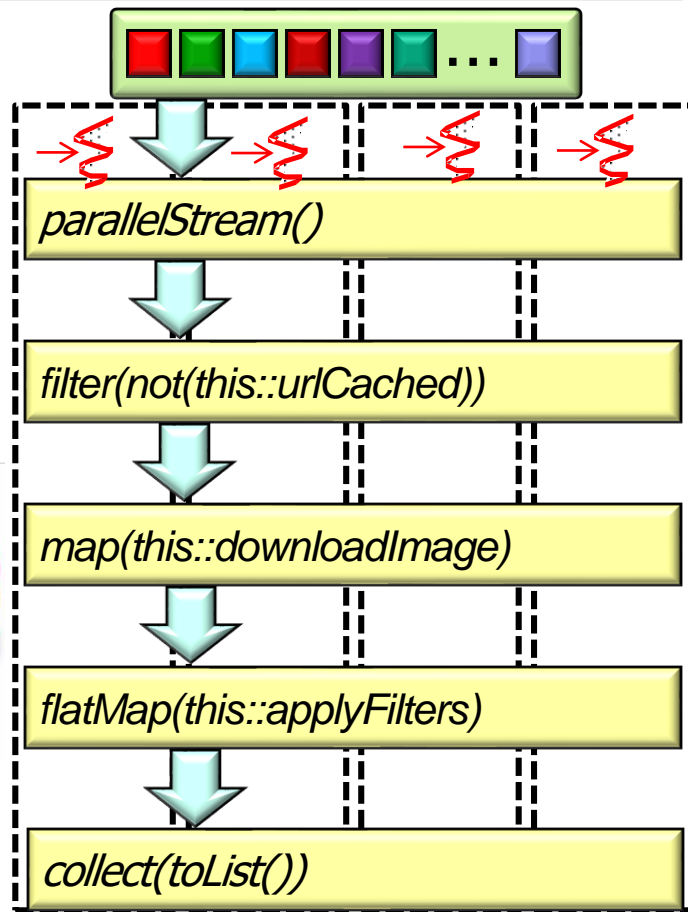 ...
parallelStream()
filter(not(this::urlCached))
map(this::downloadImage)
flatMap(this::applyFilters)
collect(toList())